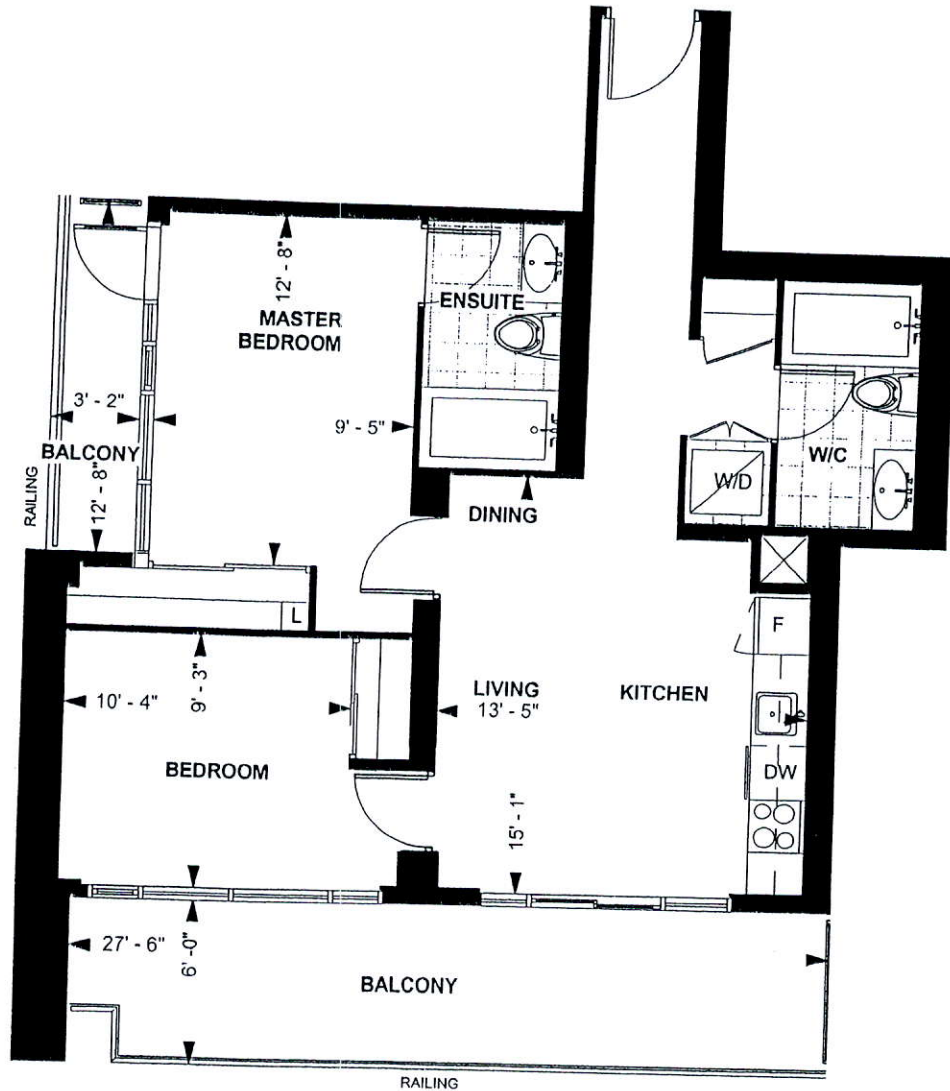 12' - 8"
MASTER
BEDROOM
ENSUITE
3' - 2"
BALCONY
12' - 8"
RAILING
9' - 5"
W/C
W/D
DINING
L
F
9' - 3"
10' - 4"
LIVING
13' - 5"
KITCHEN
BEDROOM
DW
15' - 1"
27' - 6"
6' -0"
BALCONY
RAILING